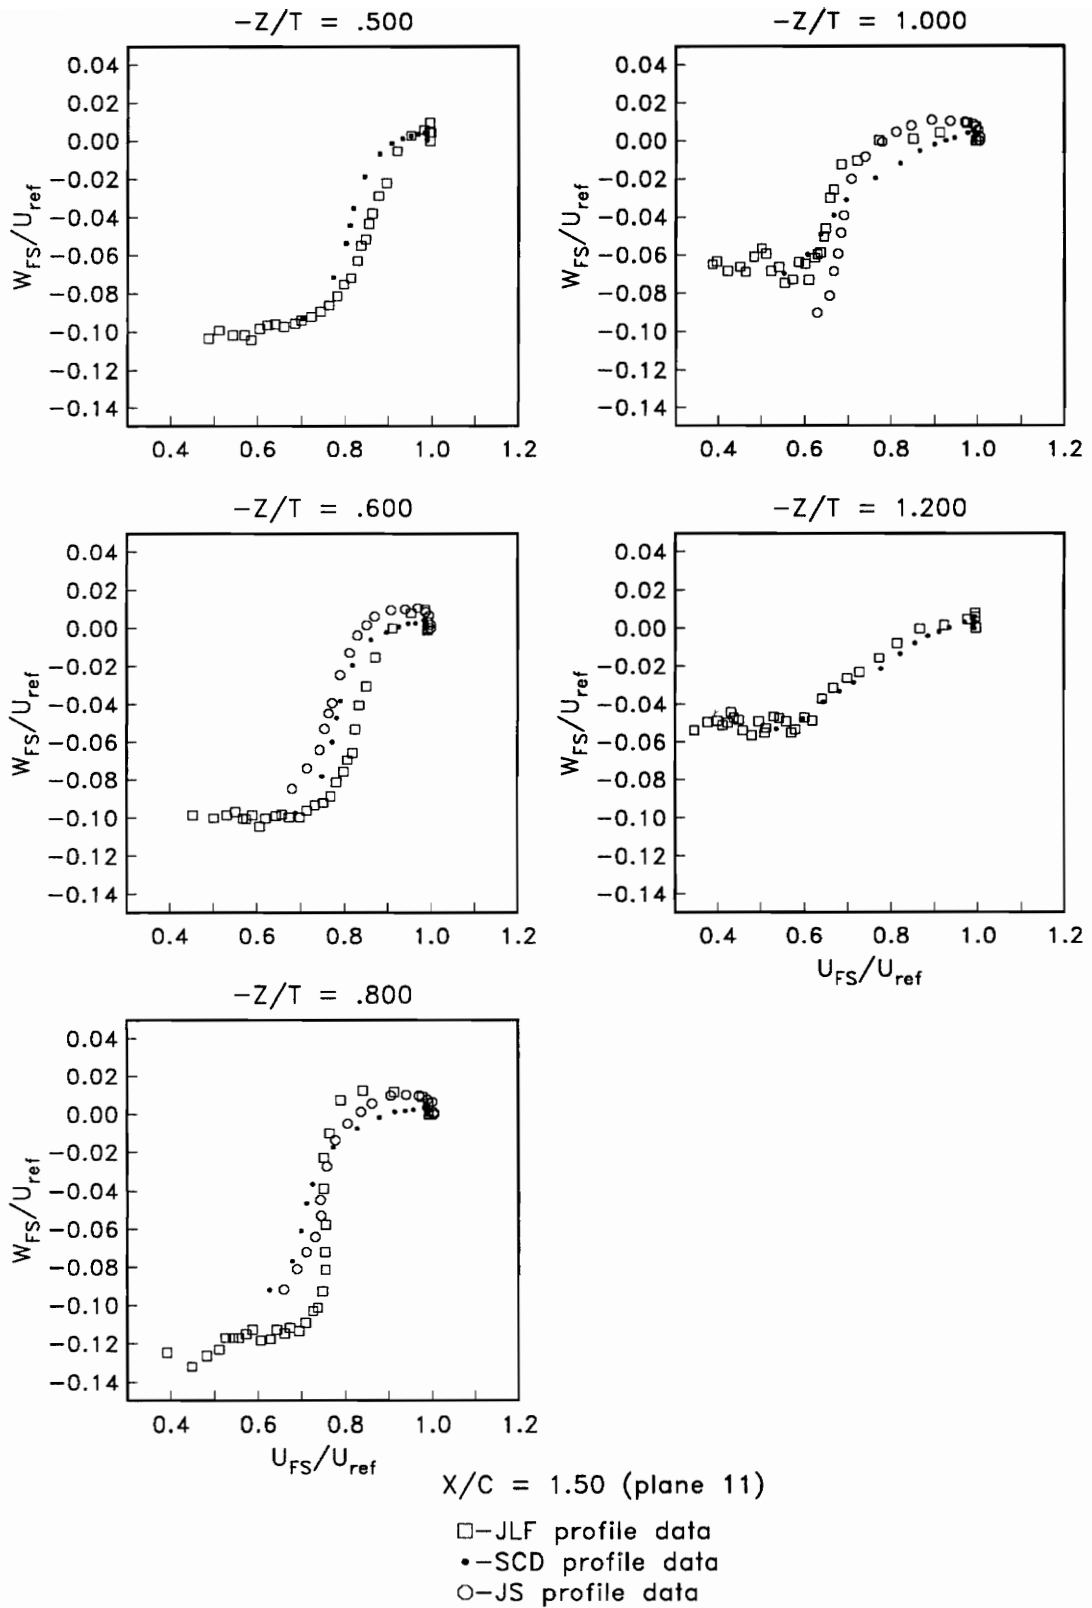 -Z/T = .500
0.04
0.02
0.00
-0.02
-0.04
-0.06
-0.08
-0.10
-0.12
-0.14
W_FS/U_ref
0.4 0.6 0.8 1.0 1.2
-Z/T = 1.000
0.04
0.02
0.00
-0.02
-0.04
-0.06
-0.08
-0.10
-0.12
-0.14
W_FS/U_ref
0.4 0.6 0.8 1.0 1.2
-Z/T = .600
0.04
0.02
0.00
-0.02
-0.04
-0.06
-0.08
-0.10
-0.12
-0.14
W_FS/U_ref
0.4 0.6 0.8 1.0 1.2
-Z/T = 1.200
0.04
0.02
0.00
-0.02
-0.04
-0.06
-0.08
-0.10
-0.12
-0.14
W_FS/U_ref
0.4 0.6 0.8 1.0 1.2
U_FS/U_ref
-Z/T = .800
0.04
0.02
0.00
-0.02
-0.04
-0.06
-0.08
-0.10
-0.12
-0.14
W_FS/U_ref
0.4 0.6 0.8 1.0 1.2
U_FS/U_ref
X/C = 1.50 (plane 11)
□-JLF profile data
•-SCD profile data
○-JS profile data